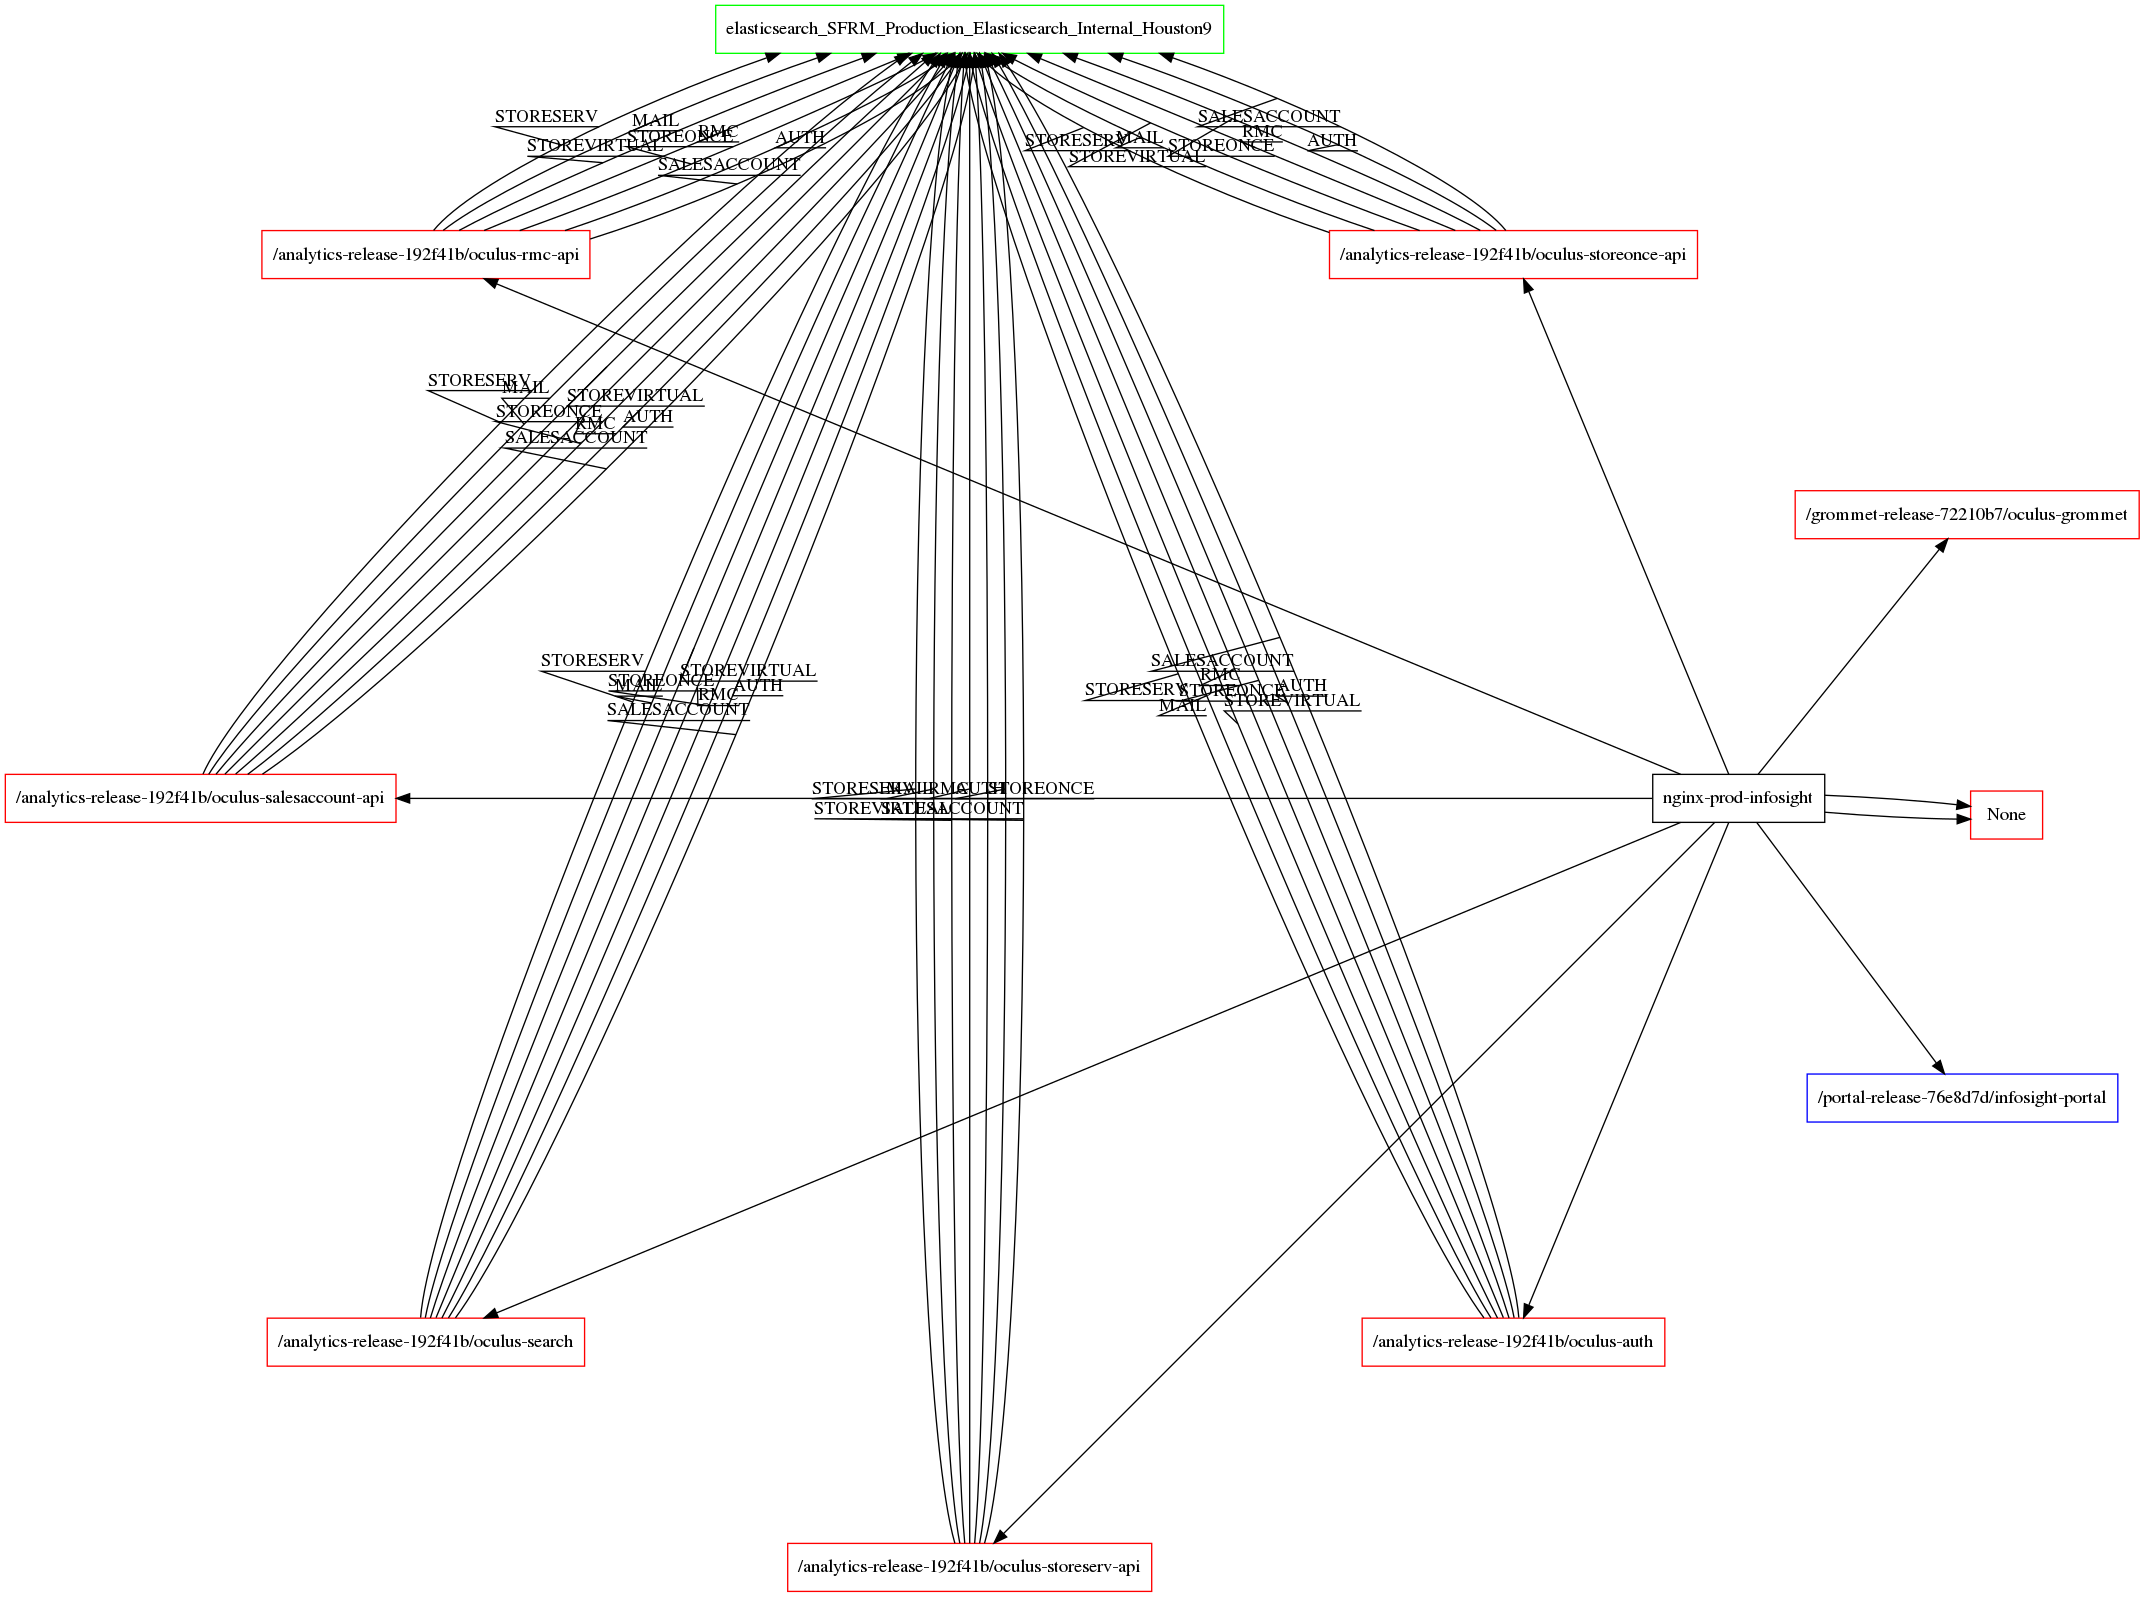 elasticsearch_SFRM_Production_Elasticsearch_Internal_Houston9
STORESERV
MAIL
STOREONCE
RMC
STOREVIRTUAL
AUTH
SALESACCOUNT
SALESACCOUNT
STORESERV
MAIL
RMC
STOREONCE
AUTH
STOREVIRTUAL
/analytics-release-192f41b/oculus-rmc-api
/analytics-release-192f41b/oculus-storeonce-api
STORESERV
MAIL
STOREVIRTUAL
STOREONCE
RMC
AUTH
SALESACCOUNT
/grommet-release-72210b7/oculus-grommet
STORESERV
STOREVIRTUAL
STOREONCE
MAIL
AUTH
RMC
SALESACCOUNT
SALESACCOUNT
RMC
STORESERV
STOREONCE
AUTH
MAIL
STOREVIRTUAL
/analytics-release-192f41b/oculus-salesaccount-api
STORESERV
MAIL
RMC
AUTH
STOREONCE
STOREVIRTUAL
SALESACCOUNT
nginx-prod-infosight
None
/portal-release-76e8d7d/infosight-portal
/analytics-release-192f41b/oculus-search
/analytics-release-192f41b/oculus-auth
/analytics-release-192f41b/oculus-storeserv-api